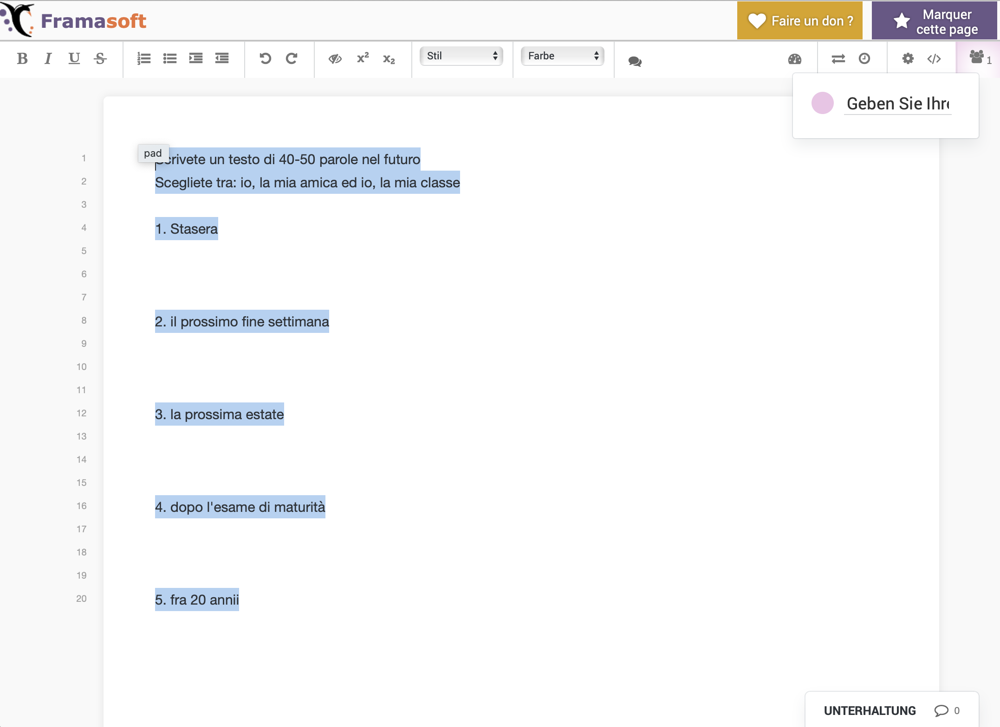 Framasoft
Faire un don ?
Marquer
cette page
B I U S
x² x₂
Stil
Farbe
1
Geben Sie Ihre
pad
1 Scrivete un testo di 40-50 parole nel futuro
2 Scegliete tra: io, la mia amica ed io, la mia classe
3
4 1. Stasera
5
6
7
8 2. il prossimo fine settimana
9
10
11
12 3. la prossima estate
13
14
15
16 4. dopo l'esame di maturità
17
18
19
20 5. fra 20 annii
UNTERHALTUNG 0